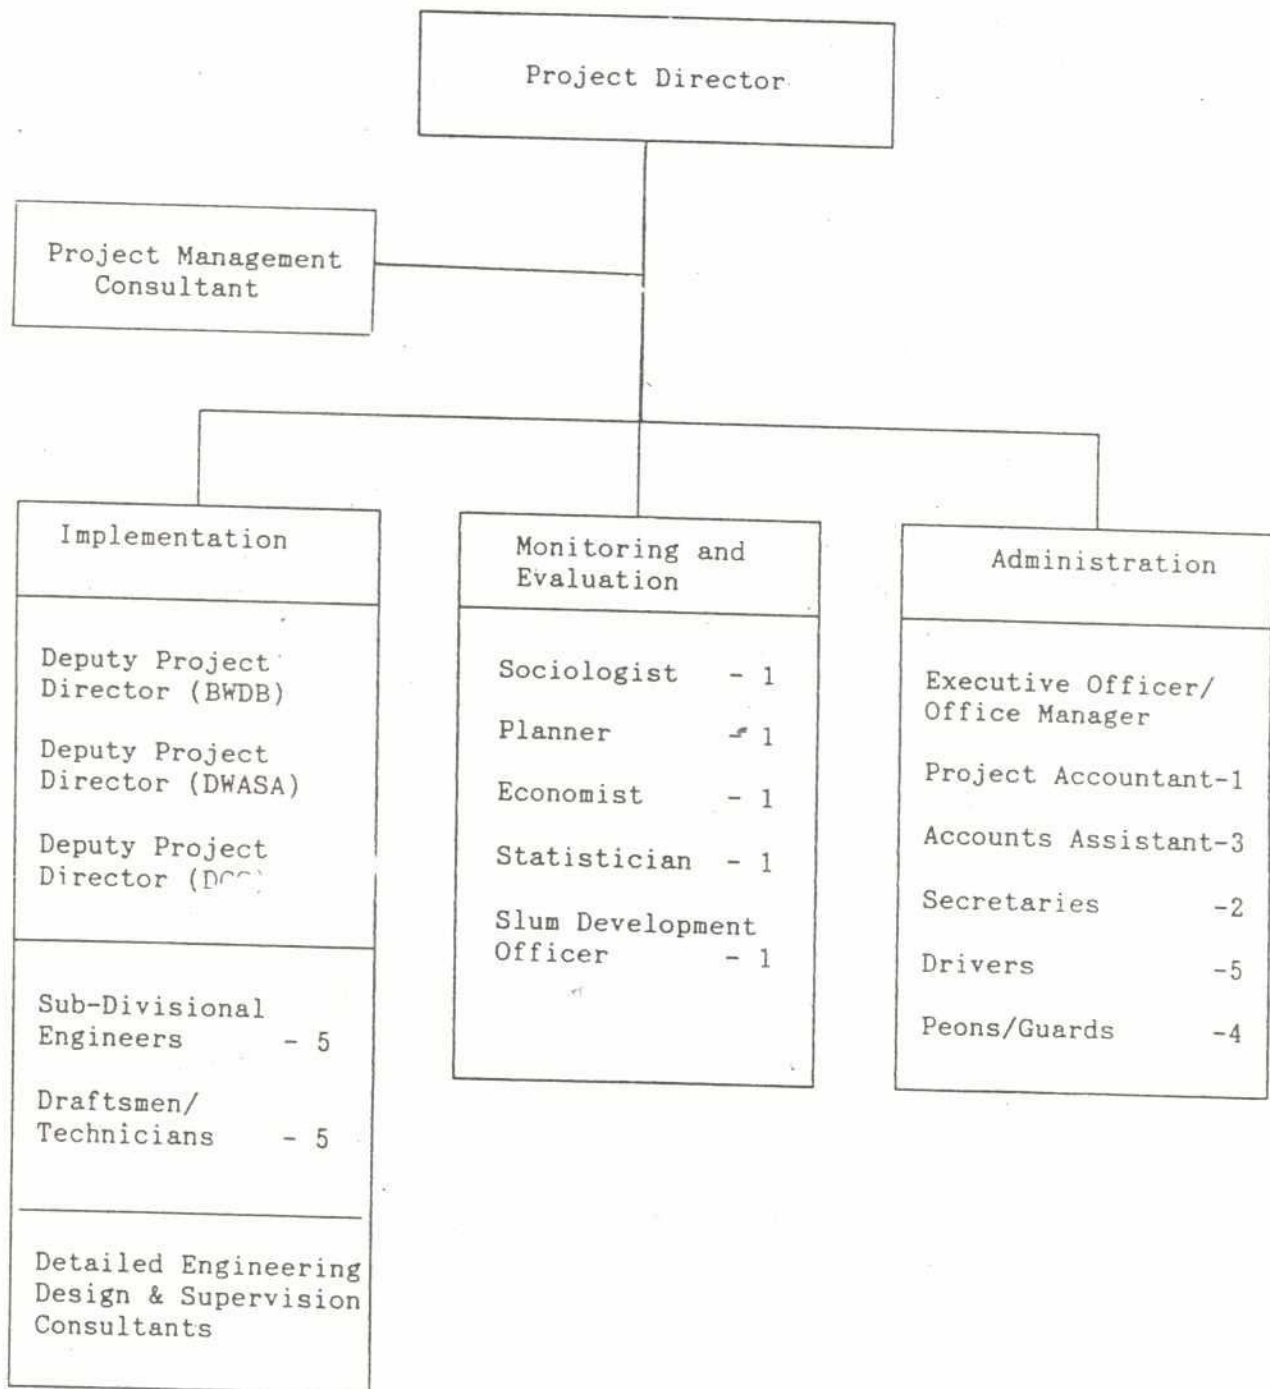 Project Director
Project Management
Consultant
Implementation
Deputy Project
Director (BWDB)
Deputy Project
Director (DWASA)
Deputy Project
Director
Sub-Divisional
Engineers - 5
Draftsmen/
Technicians - 5
Detailed Engineering
Design & Supervision
Consultants
Monitoring and
Evaluation
Sociologist - 1
Planner - 1
Economist - 1
Statistician - 1
Slum Development
Officer - 1
Administration
Executive Officer/
Office Manager
Project Accountant-1
Accounts Assistant-3
Secretaries -2
Drivers -5
Peons/Guards -4